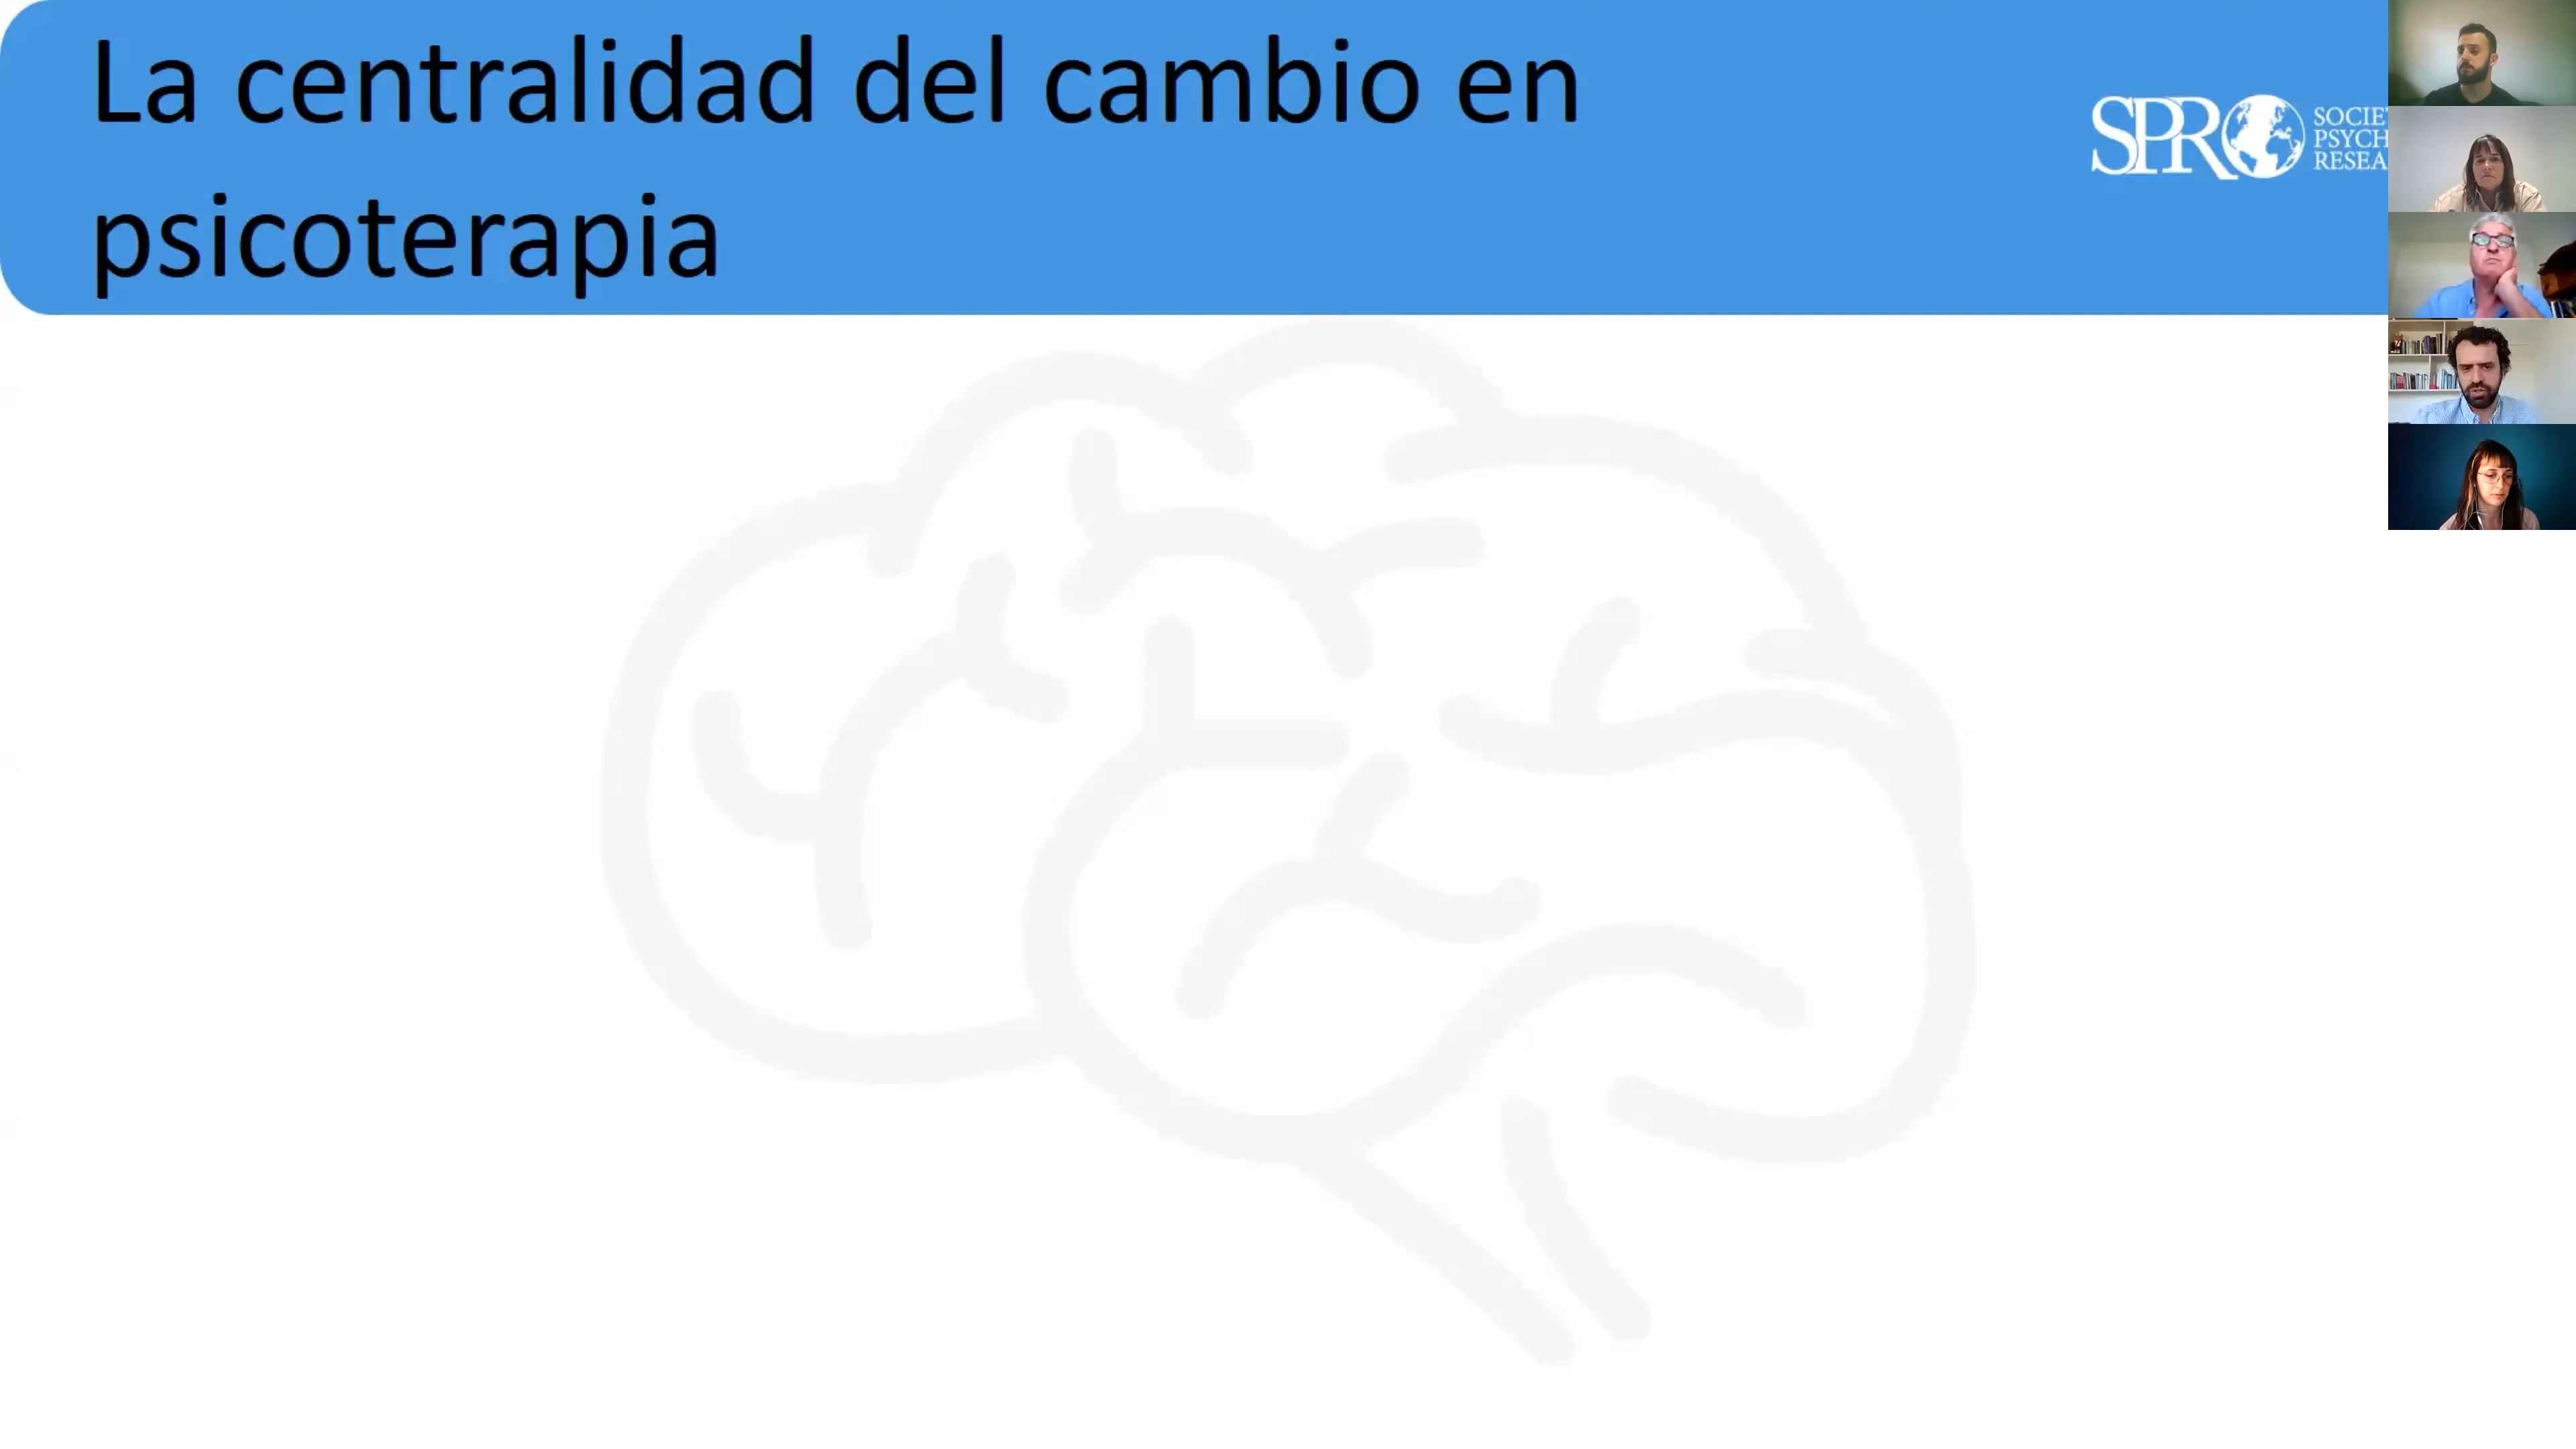 La centralidad del cambio en
psicoterapia
SPR
SOCIE
PSYCH
RESEA